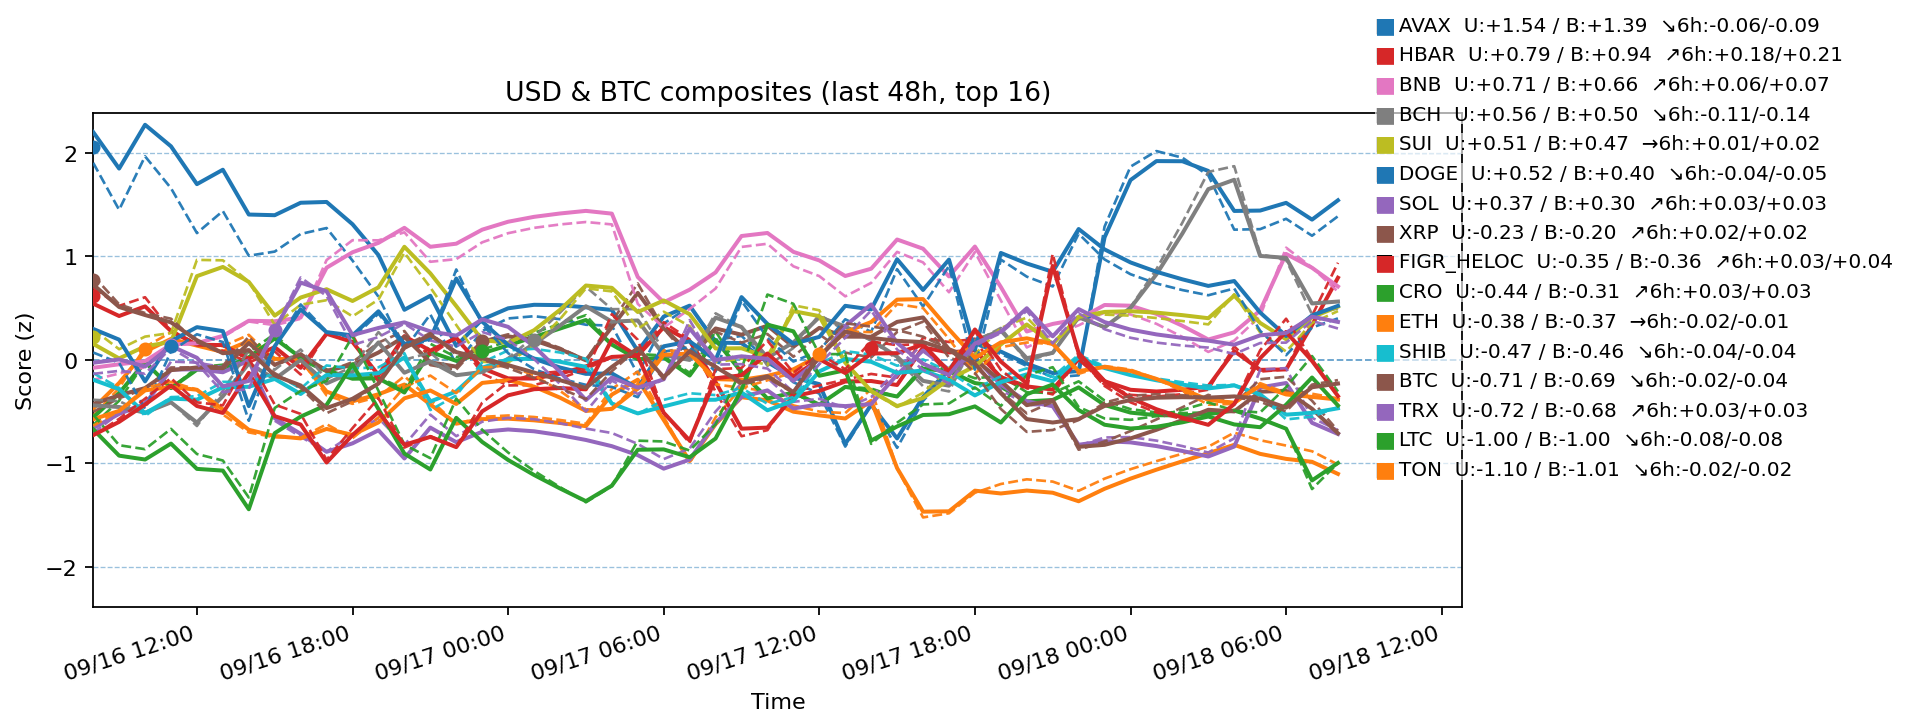 USD & BTC composites (last 48h, top 16)
AVAX U:+1.54 / B:+1.39 ↘6h:-0.06/-0.09
HBAR U:+0.79 / B:+0.94 ↗6h:+0.18/+0.21
BNB U:+0.71 / B:+0.66 ↗6h:+0.06/+0.07
BCH U:+0.56 / B:+0.50 ↘6h:-0.11/-0.14
SUI U:+0.51 / B:+0.47 →6h:+0.01/+0.02
DOGE U:+0.52 / B:+0.40 ↘6h:-0.04/-0.05
SOL U:+0.37 / B:+0.30 ↗6h:+0.03/+0.03
XRP U:-0.23 / B:-0.20 ↗6h:+0.02/+0.02
FIGR_HELOC U:-0.35 / B:-0.36 ↗6h:+0.03/+0.04
CRO U:-0.44 / B:-0.31 ↗6h:+0.03/+0.03
ETH U:-0.38 / B:-0.37 →6h:-0.02/-0.01
SHIB U:-0.47 / B:-0.46 ↘6h:-0.04/-0.04
BTC U:-0.71 / B:-0.69 ↘6h:-0.02/-0.04
TRX U:-0.72 / B:-0.68 ↗6h:+0.03/+0.03
LTC U:-1.00 / B:-1.00 ↘6h:-0.08/-0.08
TON U:-1.10 / B:-1.01 ↘6h:-0.02/-0.02
Score (z)
2
1
0
−1
−2
09/16 12:00
09/16 18:00
09/17 00:00
09/17 06:00
09/17 12:00
09/17 18:00
09/18 00:00
09/18 06:00
09/18 12:00
Time